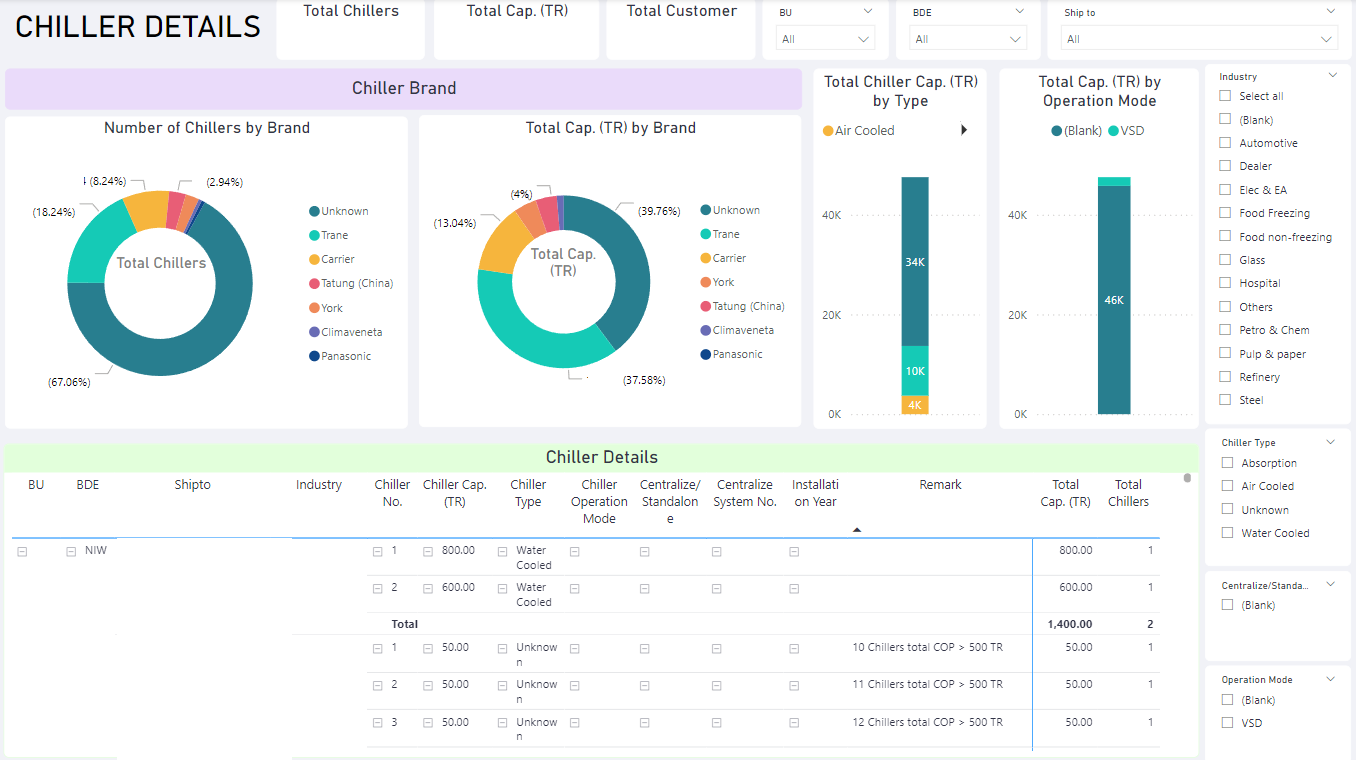 CHILLER DETAILS
Total Chillers
Total Cap. (TR)
Total Customer
BU
All
BDE
All
Ship to
All
Chiller Brand
Number of Chillers by Brand
(8.24%)
(2.94%)
(18.24%)
(67.06%)
Total Chillers
Unknown
Trane
Carrier
Tatung (China)
York
Climaveneta
Panasonic
Total Cap. (TR) by Brand
(4%)
(39.76%)
(13.04%)
(37.58%)
Total Cap.
(TR)
Unknown
Trane
Carrier
York
Tatung (China)
Climaveneta
Panasonic
Total Chiller Cap. (TR)
by Type
Air Cooled
40K
20K
0K
34K
10K
4K
Total Cap. (TR) by
Operation Mode
(Blank) VSD
40K
20K
0K
46K
Industry
Select all
(Blank)
Automotive
Dealer
Elec & EA
Food Freezing
Food non-freezing
Glass
Hospital
Others
Petro & Chem
Pulp & paper
Refinery
Steel
Chiller Type
Absorption
Air Cooled
Unknown
Water Cooled
Centralize/Standa...
(Blank)
Operation Mode
(Blank)
VSD
Chiller Details
BU
BDE
Shipto
Industry
Chiller
No.
Chiller Cap.
(TR)
Chiller
Type
Chiller
Operation
Mode
Centralize/
Standalon
e
Centralize
System No.
Installati
on Year
Remark
Total
Cap. (TR)
Total
Chillers
NIW
1 800.00 Water
Cooled
800.00 1
2 600.00 Water
Cooled
600.00 1
Total 1,400.00 2
1 50.00 Unknow
n
10 Chillers total COP > 500 TR 50.00 1
2 50.00 Unknow
n
11 Chillers total COP > 500 TR 50.00 1
3 50.00 Unknow
n
12 Chillers total COP > 500 TR 50.00 1